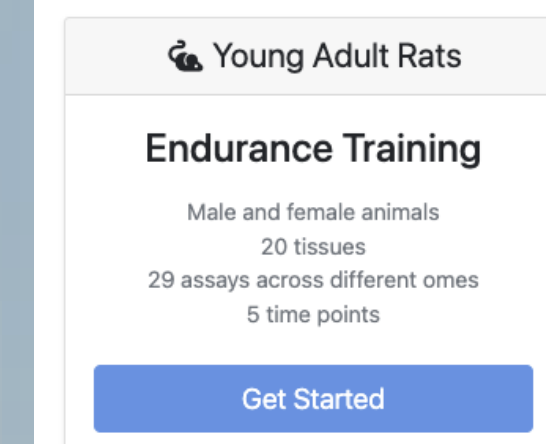 Young Adult Rats
Endurance Training
Male and female animals
20 tissues
29 assays across different omes
5 time points
Get Started